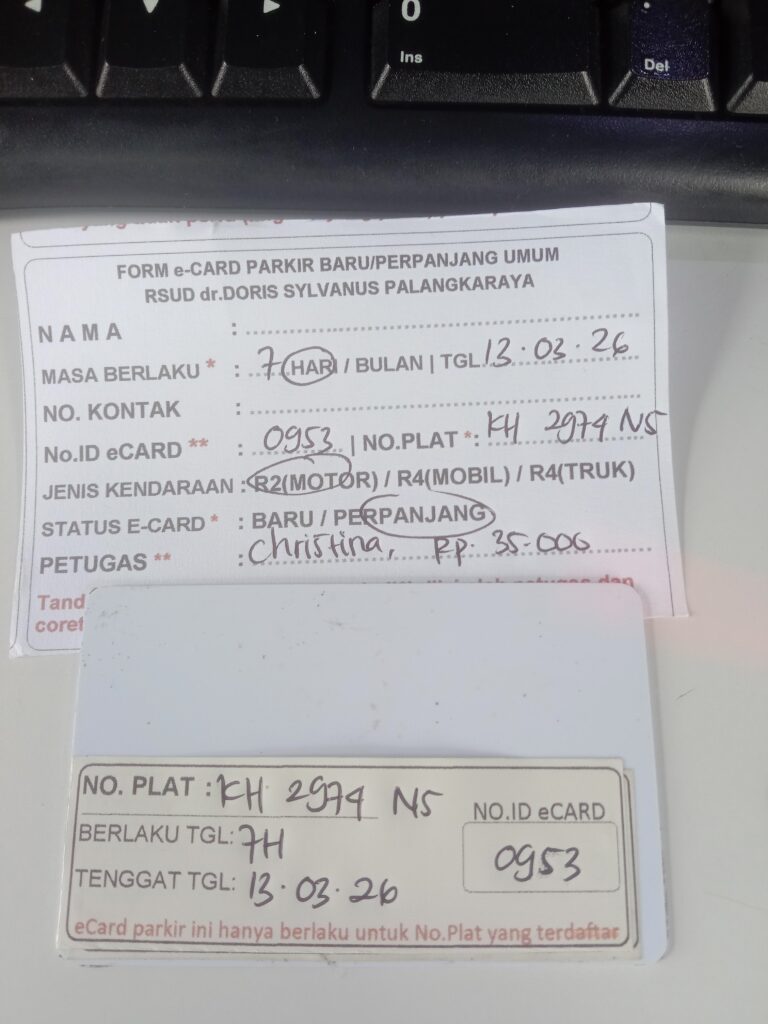 0
Ins
Del
FORM e-CARD PARKIR BARU/PERPANJANG UMUM
RSUD dr.DORIS SYLVANUS PALANGKARAYA
NAMA :
MASA BERLAKU * : 7 HARI / BULAN | TGL 13.03.26
NO. KONTAK :
No.ID eCARD ** : 0953 | NO.PLAT *: KH 2974 NS
JENIS KENDARAAN : R2(MOTOR) / R4(MOBIL) / R4(TRUK)
STATUS E-CARD * : BARU / PERPANJANG
PETUGAS ** : Christina, Rp. 35.000
NO. PLAT : KH 2974 NS
BERLAKU TGL: 7H
TENGGAT TGL: 13.03.26
NO.ID eCARD
0953
eCard parkir ini hanya berlaku untuk No.Plat yang terdaftar